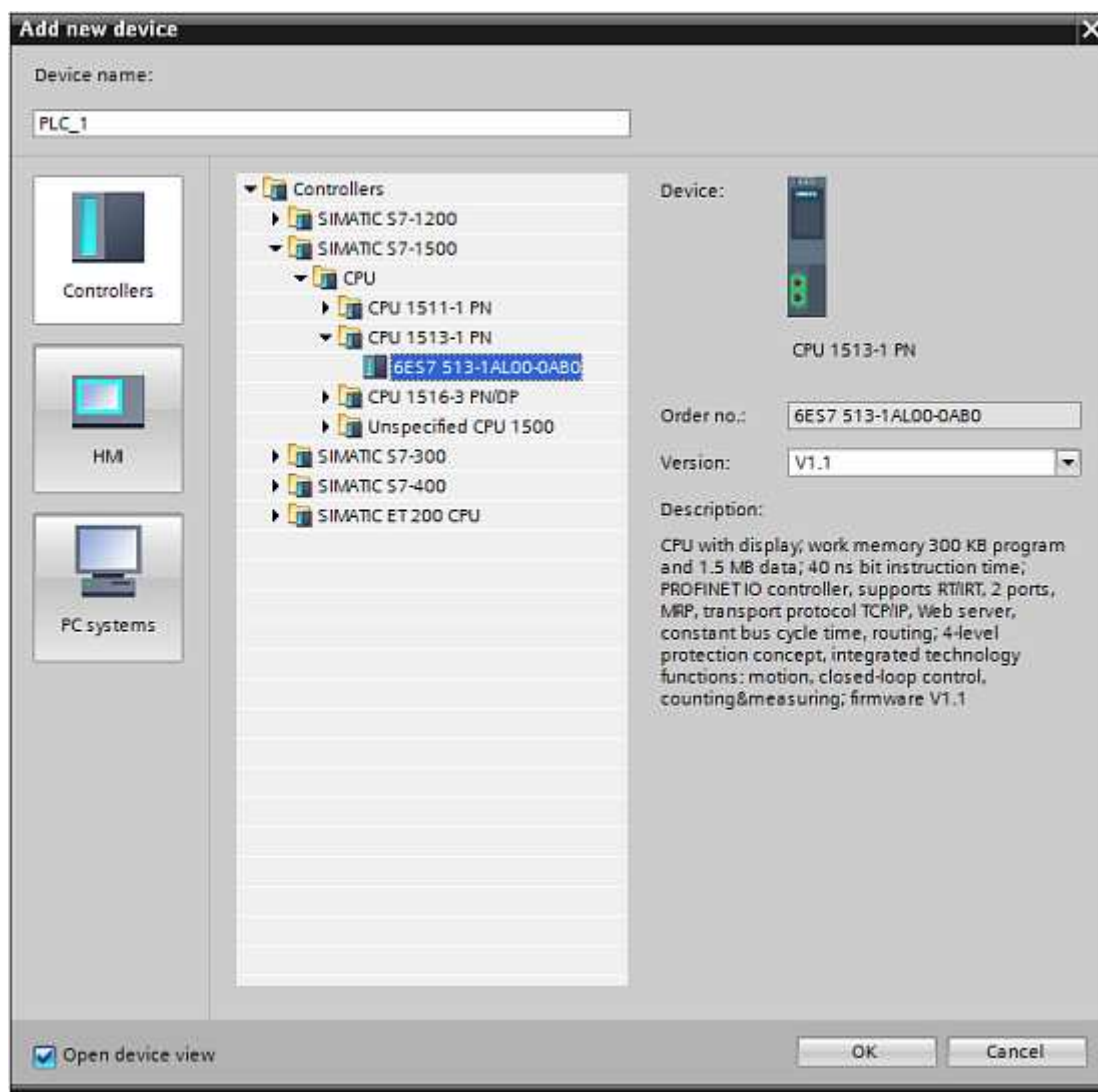 Add new device
Device name:
PLC_1
Controllers
HMI
PC systems
Controllers
SIMATIC S7-1200
SIMATIC S7-1500
CPU
CPU 1511-1 PN
CPU 1513-1 PN
6ES7 513-1AL00-0AB0
CPU 1516-3 PN/DP
Unspecified CPU 1500
SIMATIC S7-300
SIMATIC S7-400
SIMATIC ET 200 CPU
Device:
CPU 1513-1 PN
Order no.:
6ES7 513-1AL00-0AB0
Version:
V1.1
Description:
CPU with display; work memory 300 KB program
and 1.5 MB data; 40 ns bit instruction time;
PROFINET IO controller, supports RT/IRT, 2 ports,
MRP, transport protocol TCP/IP, Web server,
constant bus cycle time, routing; 4-level
protection concept, integrated technology
functions: motion, closed-loop control,
counting&measuring; firmware V1.1
Open device view
OK
Cancel